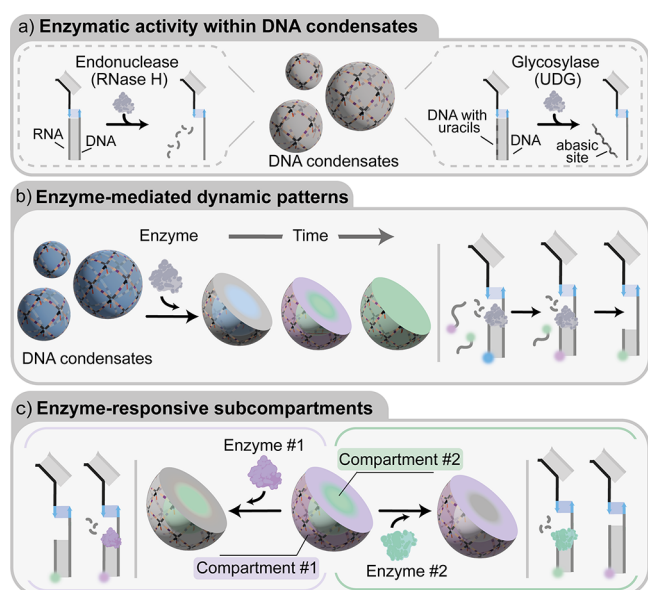 a) Enzymatic activity within DNA condensates
Endonuclease
(RNase H)
RNA
DNA
DNA condensates
Glycosylase
(UDG)
DNA with
uracils
DNA
abasic
site
b) Enzyme-mediated dynamic patterns
Enzyme
Time
DNA condensates
c) Enzyme-responsive subcompartments
Enzyme #1
Compartment #2
Compartment #1
Enzyme #2